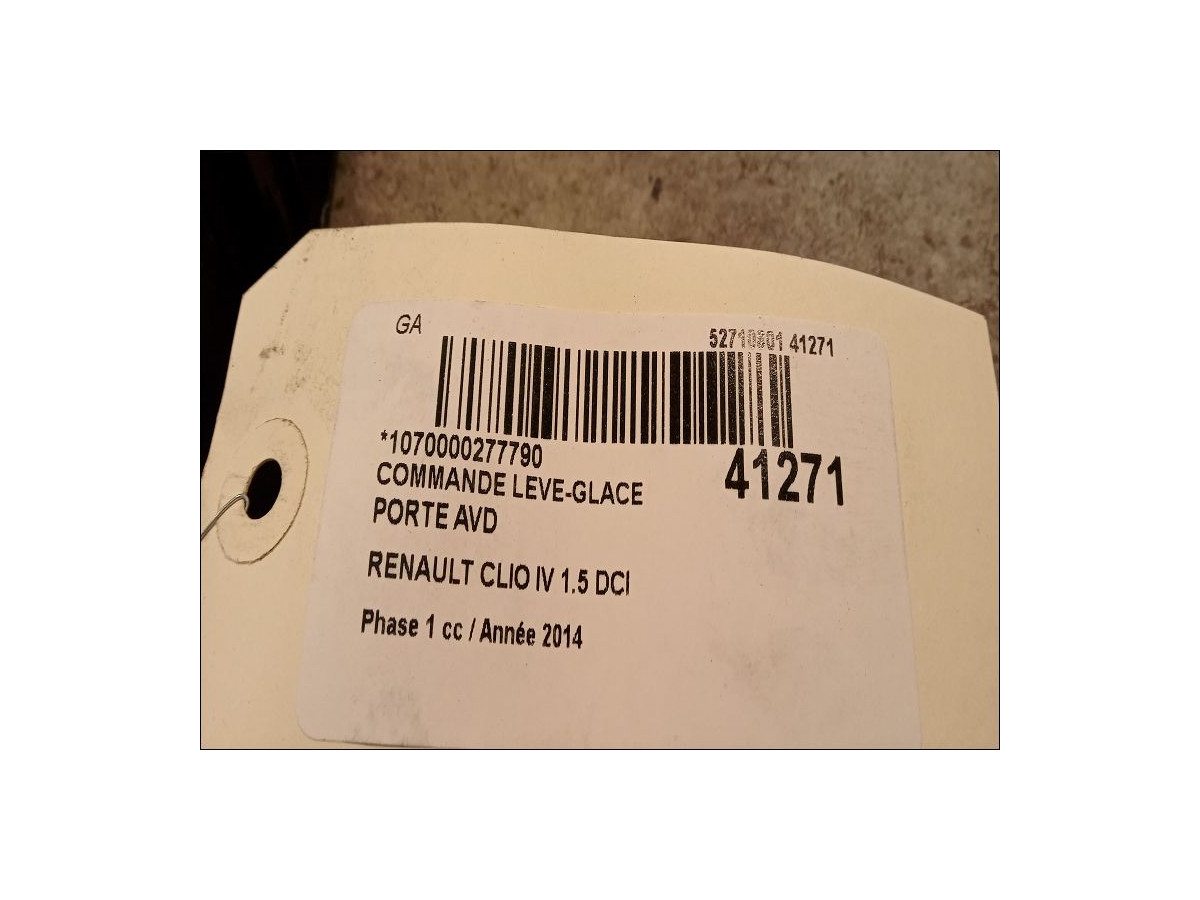 GA
41271
*1070000277790
41271
COMMANDE LEVE-GLACE
PORTE AVD
RENAULT CLIO IV 1.5 DCI
Phase 1 cc / Année 2014